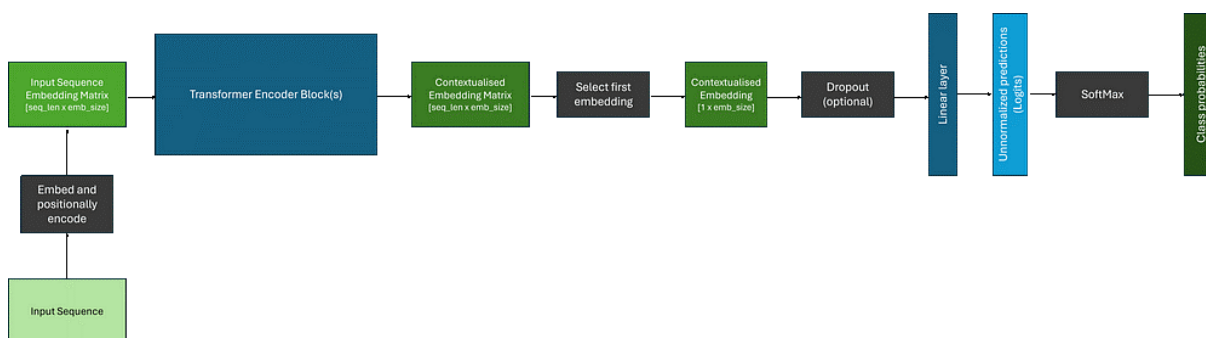 Input Sequence
Embedding Matrix
[seq_len x emb_size]
Transformer Encoder Block(s)
Contextualised
Embedding Matrix
[seq_len x emb_size]
Select first
embedding
Contextualised
Embedding
[1 x emb_size]
Dropout
(optional)
Linear layer
Unnormalized predictions
(Logits)
SoftMax
Class probabilities
Embed and
positionally
encode
Input Sequence